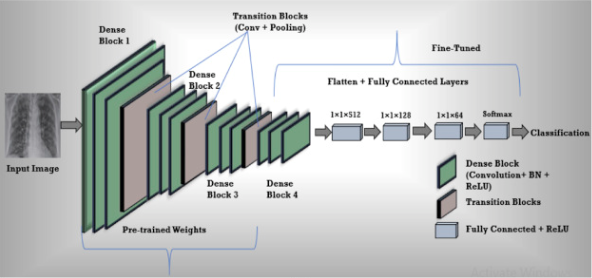 Transition Blocks
(Conv + Pooling)
Dense
Block 1
Fine-Tuned
Dense
Block 2
Flatten + Fully Connected Layers
1×1×512
1×1×128
1×1×64
Softmax
Classification
Input Image
Dense
Block 3
Dense
Block 4
Dense Block
(Convolution+ BN +
ReLU)
Transition Blocks
Fully Connected + ReLU
Pre-trained Weights